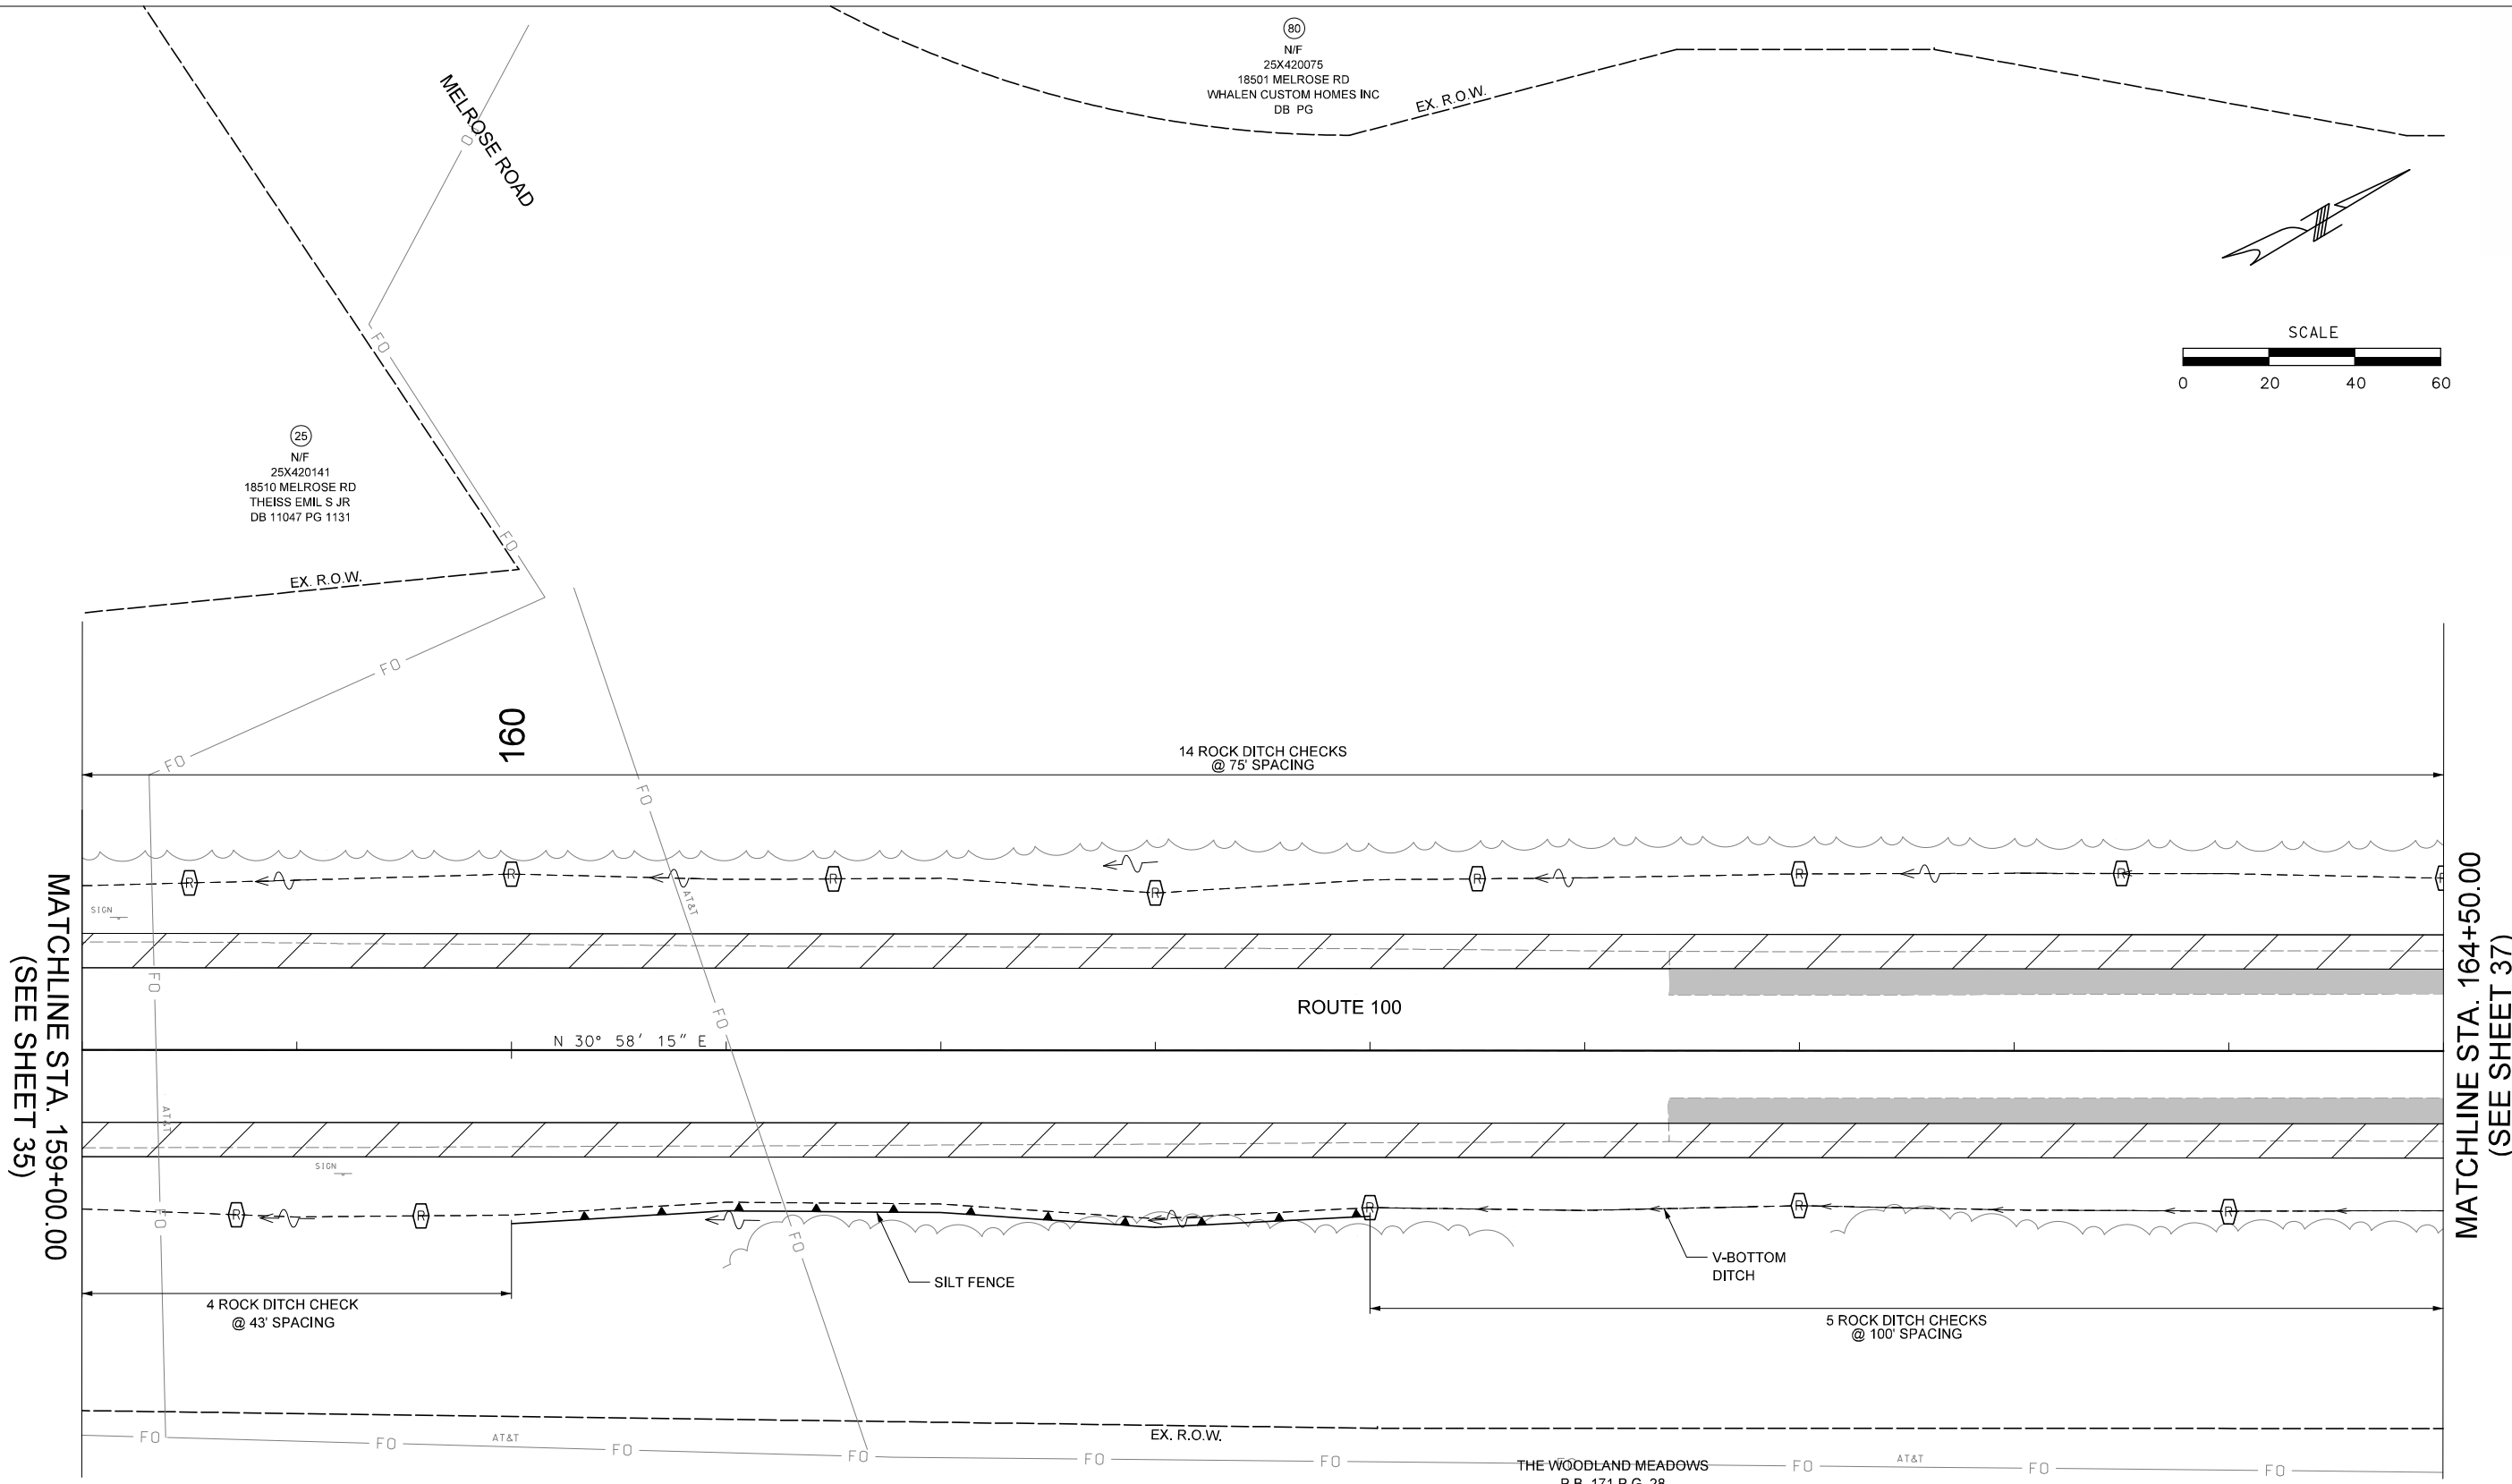 80
N/F
25X420075
18501 MELROSE RD
WHALEN CUSTOM HOMES INC
DB PG
EX. R.O.W.
MELROSE ROAD
O
SCALE
0 20 40 60
FO
FO
25
N/F
25X420141
18510 MELROSE RD
THEISS EMIL S JR
DB 11047 PG 1131
EX. R.O.W.
FO
FO
160
FO
14 ROCK DITCH CHECKS
@ 75' SPACING
R
R
R
R
R
R
R
R
AT&T
SIGN
FO
FO
ROUTE 100
N 30° 58' 15" E
AT&T
SIGN
FO
FO
R
R
R
R
R
MATCHLINE STA. 159+00.00
(SEE SHEET 35)
MATCHLINE STA. 164+50.00
(SEE SHEET 37)
SILT FENCE
V-BOTTOM
DITCH
4 ROCK DITCH CHECK
@ 43' SPACING
5 ROCK DITCH CHECKS
@ 100' SPACING
EX. R.O.W.
FO FO AT&T FO FO FO FO FO FO AT&T FO FO
THE WOODLAND MEADOWS
P.B. 171 P.G. 28